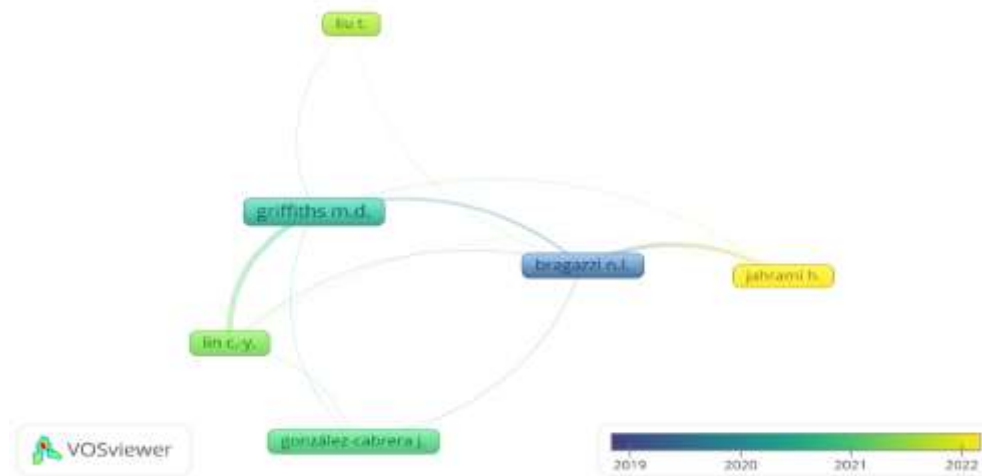 liu t.
griffiths m.d.
bragazzi n.l.
jahrami h.
lin c.-y.
gonzález-cabrera j.
VOSviewer
2019 2020 2021 2022